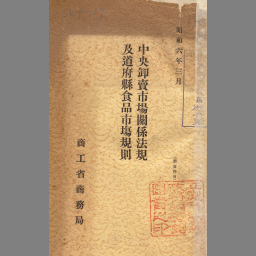 昭和六年三月
中央卸賣市場關係法規
及道府縣食品市場規則
商工省商務局